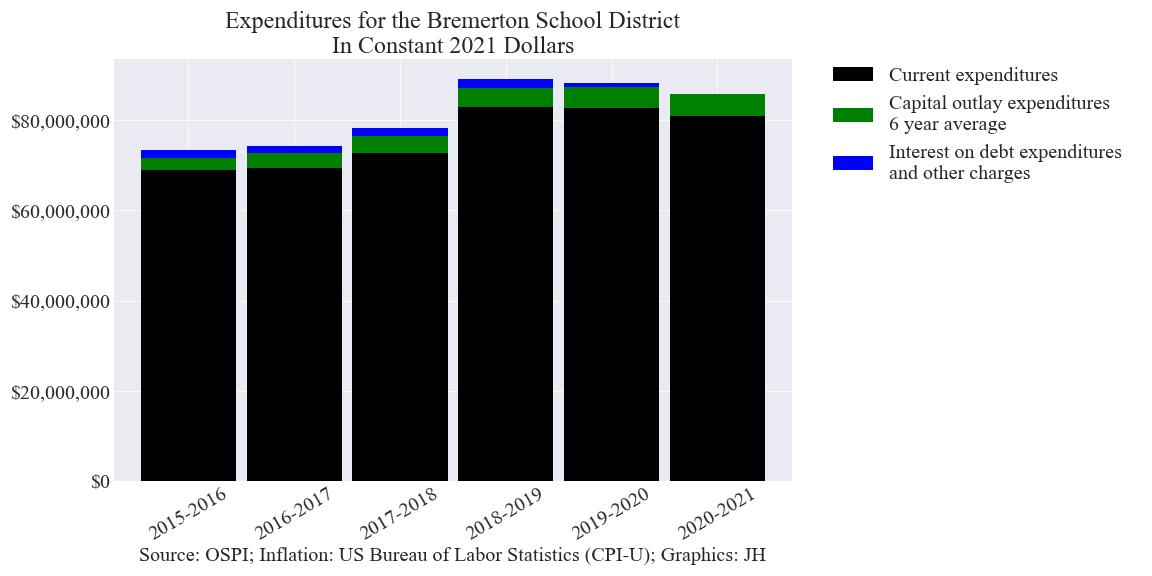 Expenditures for the Bremerton School District
In Constant 2021 Dollars
Current expenditures
Capital outlay expenditures
6 year average
Interest on debt expenditures
and other charges
$80,000,000
$60,000,000
$40,000,000
$20,000,000
$0
2015-2016
2016-2017
2017-2018
2018-2019
2019-2020
2020-2021
Source: OSPI; Inflation: US Bureau of Labor Statistics (CPI-U); Graphics: JH